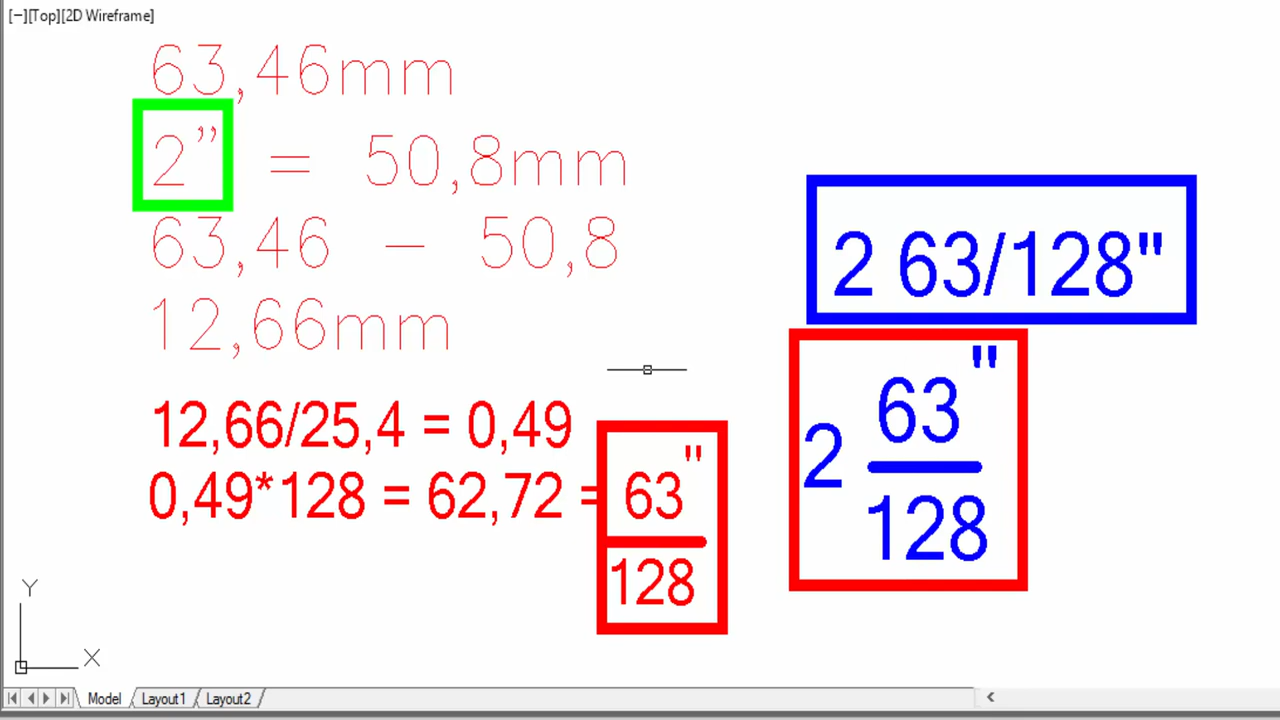 [−][Top][2D Wireframe]
63,46mm
2” = 50,8mm
63,46 − 50,8
12,66mm
12,66/25,4 = 0,49
0,49*128 = 62,72 = 63"
128
2 63/128"
2 63"
128
Y
X
Model Layout1 Layout2